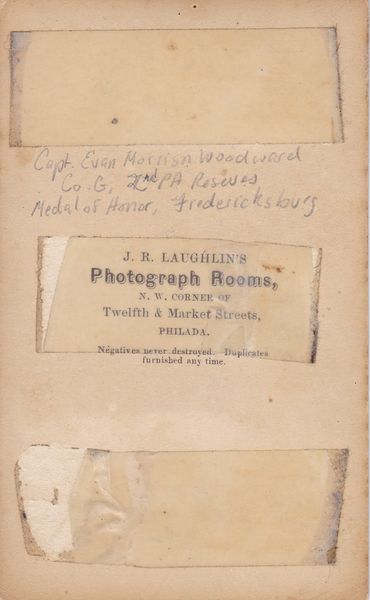 Capt. Evan Morrison Woodward
Co. G, 2nd PA Reserves
Medal of Honor, Fredericksburg
J. R. LAUGHLIN'S
Photograph Rooms,
N. W. CORNER OF
Twelfth & Market Streets,
PHILADA.
Negatives never destroyed. Duplicates
furnished any time.